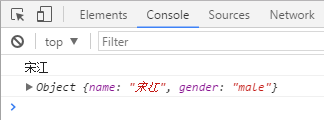 Elements Console Sources Network
top Filter
宋江
Object {name: "宋江", gender: "male"}